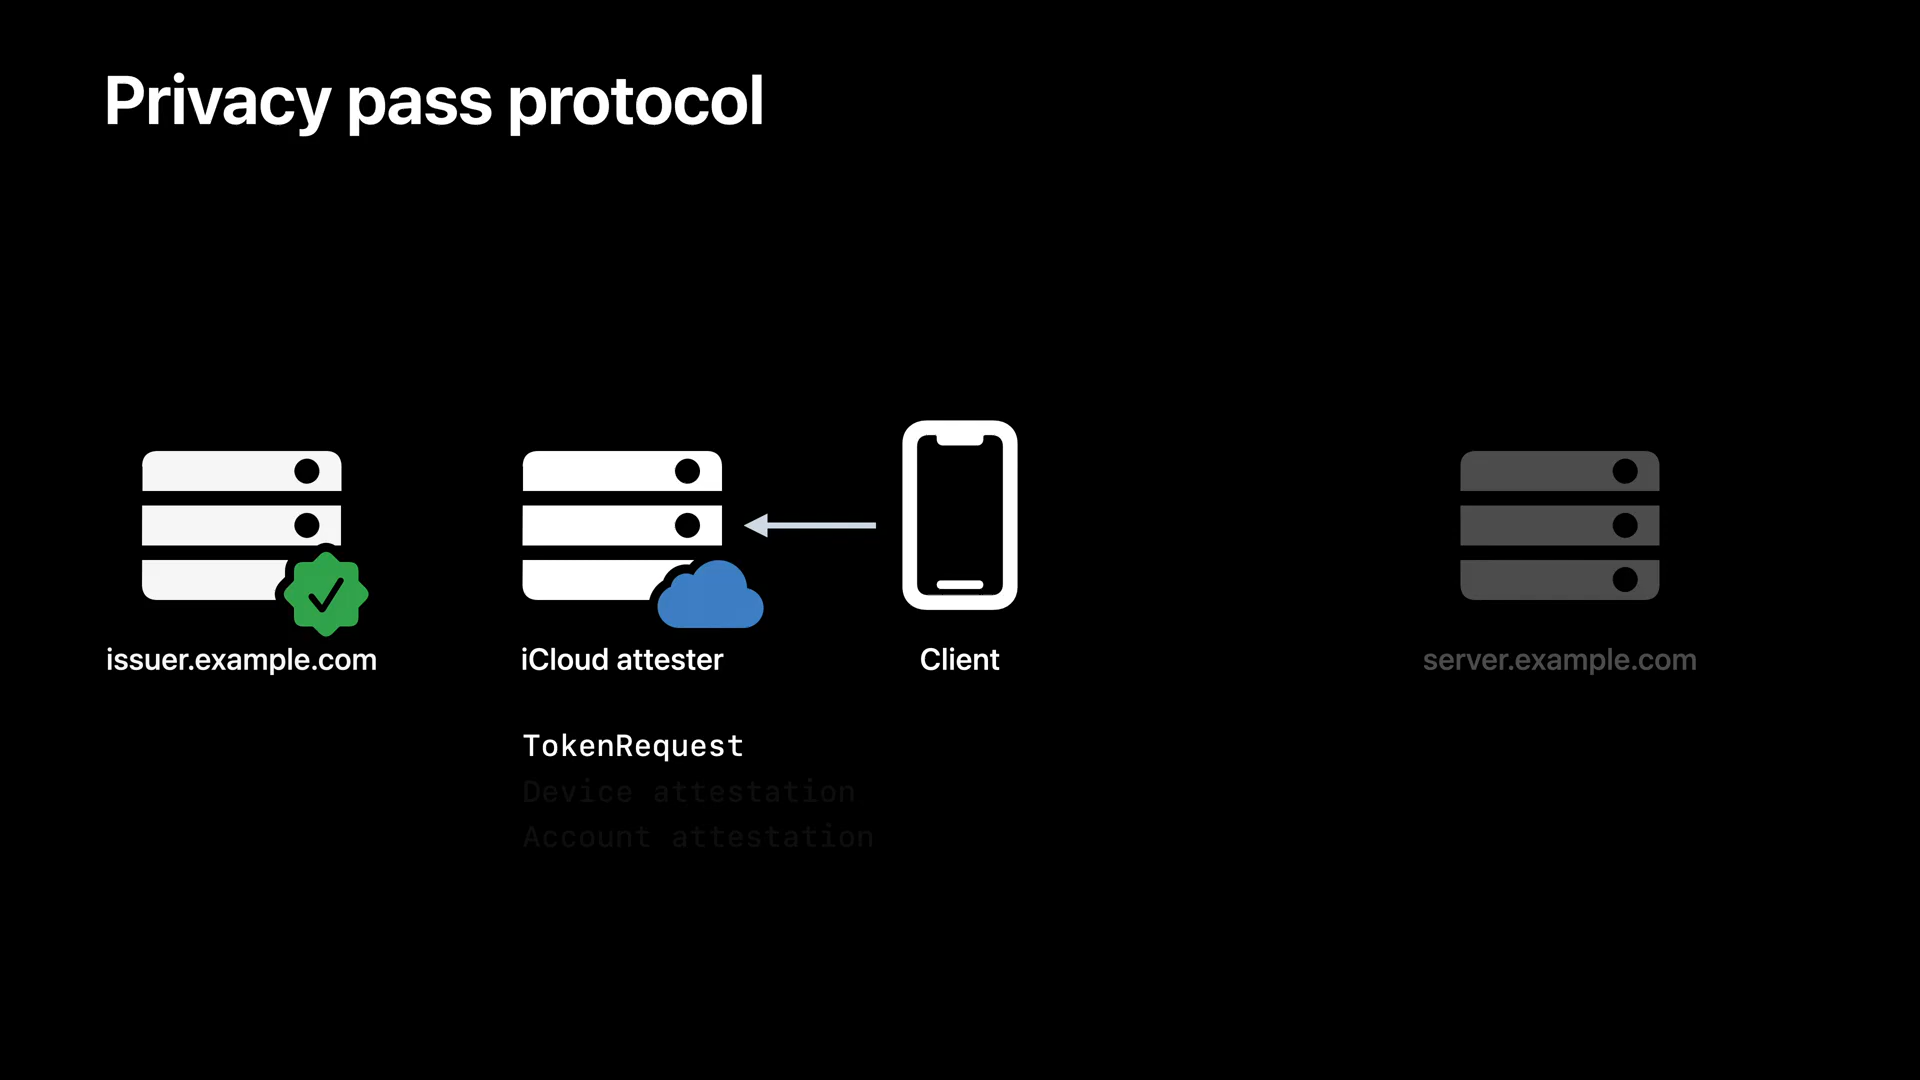 Privacy pass protocol
issuer.example.com
iCloud attester
Client
server.example.com
TokenRequest
Device attestation
Account attestation